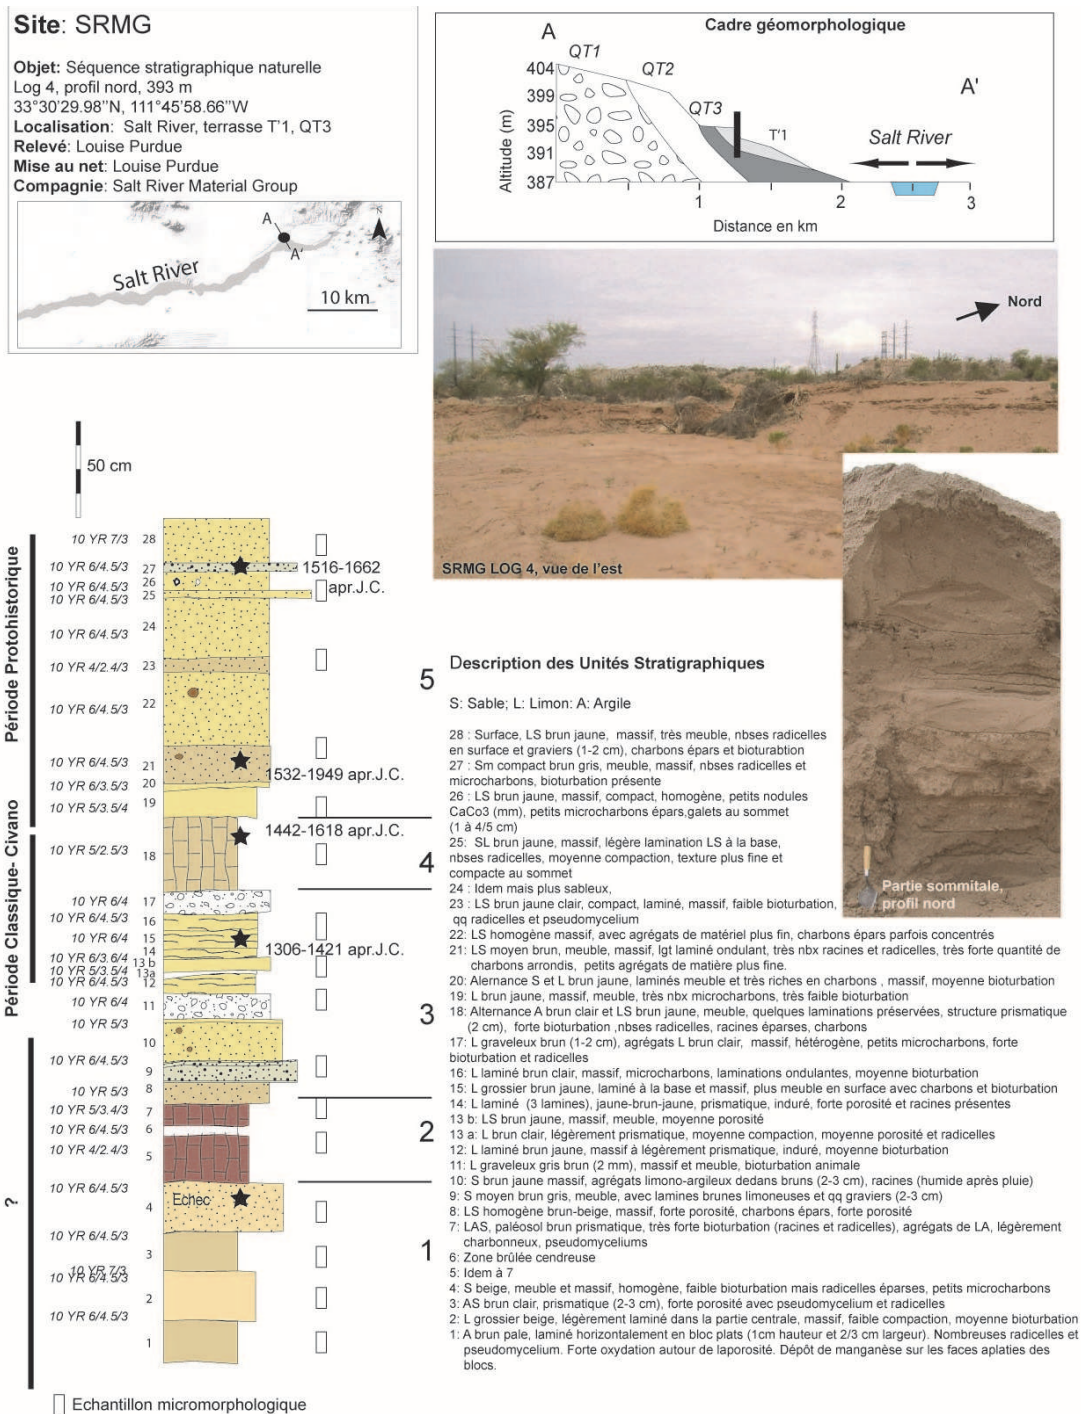 Site: SRMG
Objet: Séquence stratigraphique naturelle
Log 4, profil nord, 393 m
33°30'29.98"N, 111°45'58.66"W
Localisation: Salt River, terrasse T'1, QT3
Relevé: Louise Purdue
Mise au net: Louise Purdue
Compagnie: Salt River Material Group
A
A'
Salt River
10 km
Cadre géomorphologique
A
QT1
QT2
QT3
T'1
A'
Salt River
Altitude (m)
404
399
395
391
387
1
2
3
Distance en km
Nord
SRMG LOG 4, vue de l'est
Partie sommitale,
profil nord
50 cm
Période Protohistorique
Période Classique- Civano
?
10 YR 7/3 28
10 YR 6/4.5/3 27
1516-1662
apr.J.C.
10 YR 6/4.5/3 26
10 YR 6/4.5/3 25
10 YR 6/4.5/3 24
10 YR 4/2.4/3 23
10 YR 6/4.5/3 22
10 YR 6/4.5/3 21
1532-1949 apr.J.C.
10 YR 6/3.5/3 20
10 YR 5/3.5/4 19
1442-1618 apr.J.C.
10 YR 5/2.5/3 18
10 YR 6/4 17
10 YR 6/4.5/3 16
10 YR 6/4 15
1306-1421 apr.J.C.
10 YR 6/3.6/4 14
10 YR 5/3.5/4 13 b
13a
10 YR 6/4.5/3 12
10 YR 6/4 11
10 YR 5/3
10
10 YR 6/4.5/3 9
10 YR 5/3 8
10 YR 5/3.4/3 7
10 YR 6/4.5/3 6
10 YR 4/2.4/3 5
10 YR 6/4.5/3
4 Echec
10 YR 6/4.5/3
3
10 YR 7/3
10 YR 6/4.5/3
2
10 YR 6/4.5/3
1
5
4
3
2
1
Echantillon micromorphologique
Description des Unités Stratigraphiques
S: Sable; L: Limon: A: Argile
28 : Surface, LS brun jaune, massif, très meuble, nbses radicelles
en surface et graviers (1-2 cm), charbons épars et bioturabtion
27 : Sm compact brun gris, meuble, massif, nbses radicelles et
microcharbons, bioturbation présente
26 : LS brun jaune, massif, compact, homogène, petits nodules
CaCo3 (mm), petits microcharbons épars,galets au sommet
(1 à 4/5 cm)
25: SL brun jaune, massif, légère lamination LS à la base,
nbses radicelles, moyenne compaction, texture plus fine et
compacte au sommet
24 : Idem mais plus sableux,
23 : LS brun jaune clair, compact, laminé, massif, faible bioturbation,
qq radicelles et pseudomycelium
22: LS homogène massif, avec agrégats de matériel plus fin, charbons épars parfois concentrés
21: LS moyen brun, meuble, massif, lgt laminé ondulant, très nbx racines et radicelles, très forte quantité de
charbons arrondis, petits agrégats de matière plus fine.
20: Alernance S et L brun jaune, laminés meuble et très riches en charbons , massif, moyenne bioturbation
19: L brun jaune, massif, meuble, très nbx microcharbons, très faible bioturbation
18: Alternance A brun clair et LS brun jaune, meuble, quelques laminations préservées, structure prismatique
(2 cm), forte bioturbation ,nbses radicelles, racines éparses, charbons
17: L graveleux brun (1-2 cm), agrégats L brun clair, massif, hétérogène, petits microcharbons, forte
bioturbation et radicelles
16: L laminé brun clair, massif, microcharbons, laminations ondulantes, moyenne bioturbation
15: L grossier brun jaune, laminé à la base et massif, plus meuble en surface avec charbons et bioturbation
14: L laminé (3 lamines), jaune-brun-jaune, prismatique, induré, forte porosité et racines présentes
13 b: LS brun jaune, massif, meuble, moyenne porosité
13 a: L brun clair, légèrement prismatique, moyenne compaction, moyenne porosité et radicelles
12: L laminé brun jaune, massif à légèrement prismatique, induré, moyenne bioturbation
11: L graveleux gris brun (2 mm), massif et meuble, bioturbation animale
10: S brun jaune massif, agrégats limono-argileux dedans bruns (2-3 cm), racines (humide après pluie)
9: S moyen brun gris, meuble, avec lamines brunes limoneuses et qq graviers (2-3 cm)
8: LS homogène brun-beige, massif, forte porosité, charbons épars, forte porosité
7: LAS, paléosol brun prismatique, très forte bioturbation (racines et radicelles), agrégats de LA, légèrement
charbonneux, pseudomyceliums
6: Zone brûlée cendreuse
5: Idem à 7
4: S beige, meuble et massif, homogène, faible bioturbation mais radicelles éparses, petits microcharbons
3: AS brun clair, prismatique (2-3 cm), forte porosité avec pseudomycelium et radicelles
2: L grossier beige, légèrement laminé dans la partie centrale, massif, faible compaction, moyenne bioturbation
1: A brun pale, laminé horizontalement en bloc plats (1cm hauteur et 2/3 cm largeur). Nombreuses radicelles et
pseudomycelium. Forte oxydation autour de laporosité. Dépôt de manganèse sur les faces aplaties des
blocs.